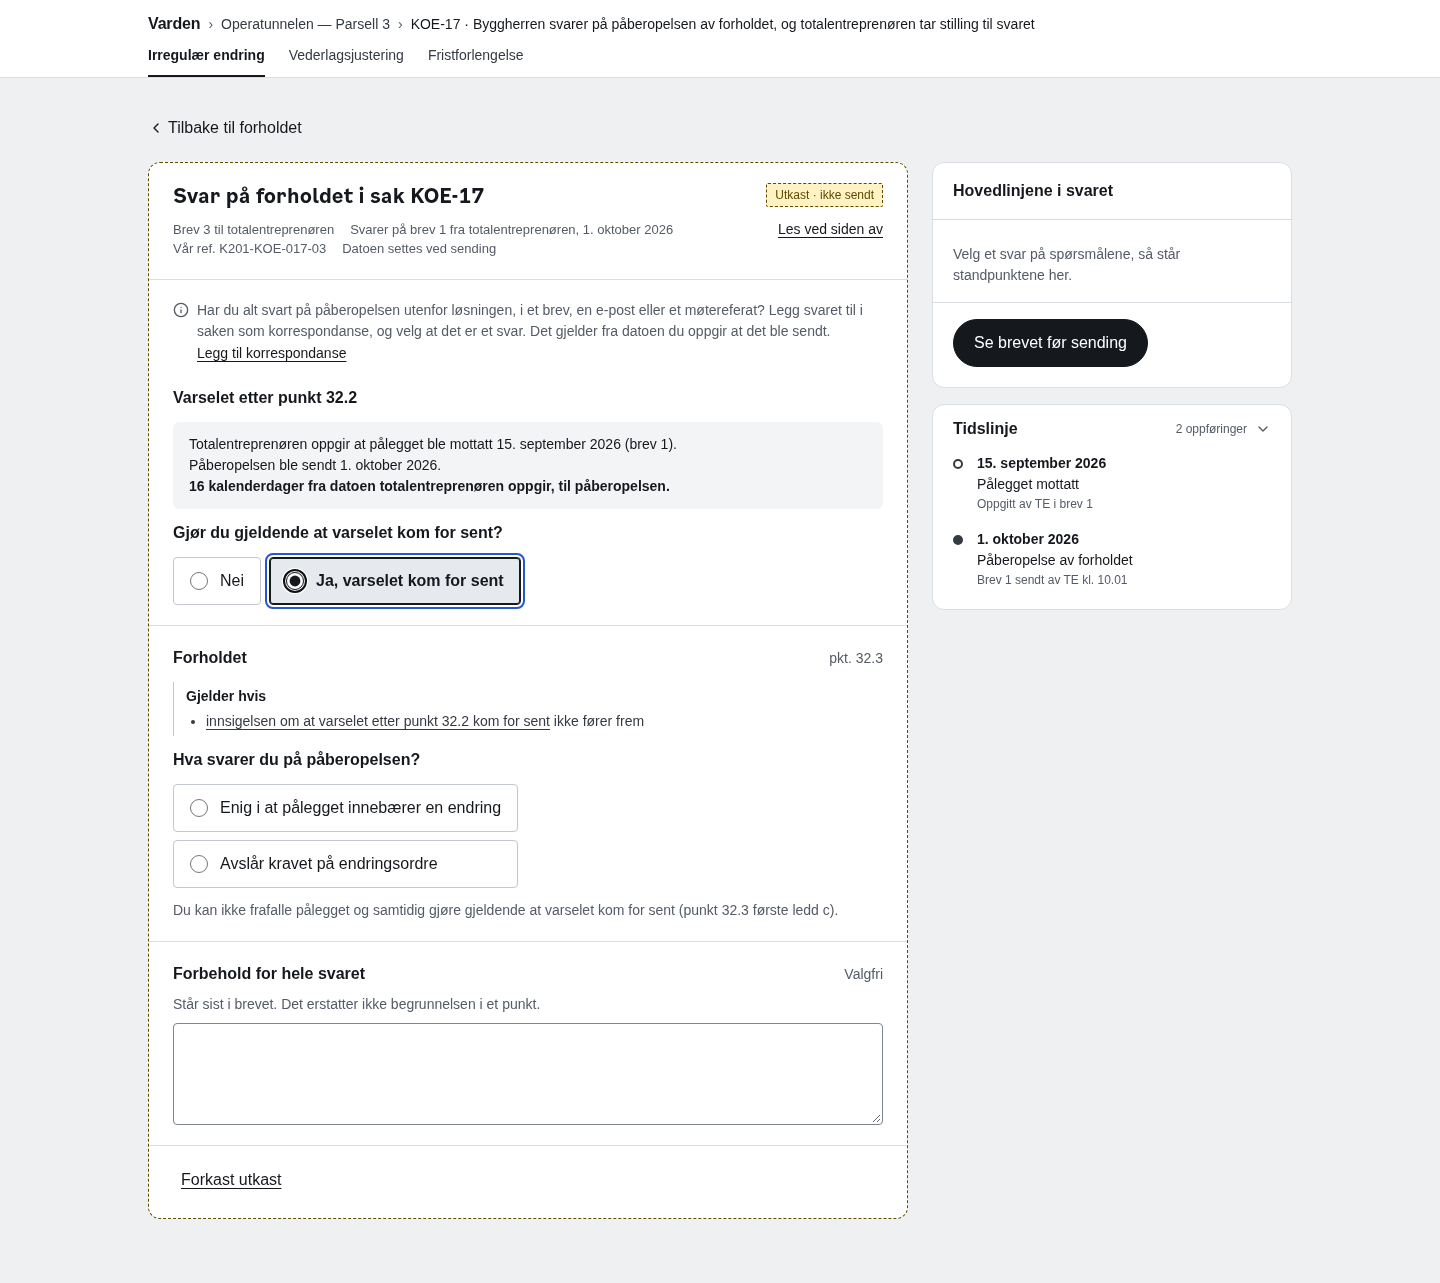 Varden › Operatunnelen — Parsell 3 › KOE-17 · Byggherren svarer på påberopelsen av forholdet, og totalentreprenøren tar stilling til svaret
Irregulær endring Vederlagsjustering Fristforlengelse
Tilbake til forholdet
Svar på forholdet i sak KOE-17
Utkast · ikke sendt
Brev 3 til totalentreprenøren Svarer på brev 1 fra totalentreprenøren, 1. oktober 2026
Les ved siden av
Vår ref. K201-KOE-017-03 Datoen settes ved sending
Har du alt svart på påberopelsen utenfor løsningen, i et brev, en e-post eller et møtereferat? Legg svaret til i
saken som korrespondanse, og velg at det er et svar. Det gjelder fra datoen du oppgir at det ble sendt.
Legg til korrespondanse
Varselet etter punkt 32.2
Totalentreprenøren oppgir at pålegget ble mottatt 15. september 2026 (brev 1).
Påberopelsen ble sendt 1. oktober 2026.
16 kalenderdager fra datoen totalentreprenøren oppgir, til påberopelsen.
Gjør du gjeldende at varselet kom for sent?
Nei
Ja, varselet kom for sent
Forholdet
pkt. 32.3
Gjelder hvis
• innsigelsen om at varselet etter punkt 32.2 kom for sent ikke fører frem
Hva svarer du på påberopelsen?
Enig i at pålegget innebærer en endring
Avslår kravet på endringsordre
Du kan ikke frafalle pålegget og samtidig gjøre gjeldende at varselet kom for sent (punkt 32.3 første ledd c).
Forbehold for hele svaret
Valgfri
Står sist i brevet. Det erstatter ikke begrunnelsen i et punkt.
Forkast utkast
Hovedlinjene i svaret
Velg et svar på spørsmålene, så står
standpunktene her.
Se brevet før sending
Tidslinje
2 oppføringer
15. september 2026
Pålegget mottatt
Oppgitt av TE i brev 1
1. oktober 2026
Påberopelse av forholdet
Brev 1 sendt av TE kl. 10.01